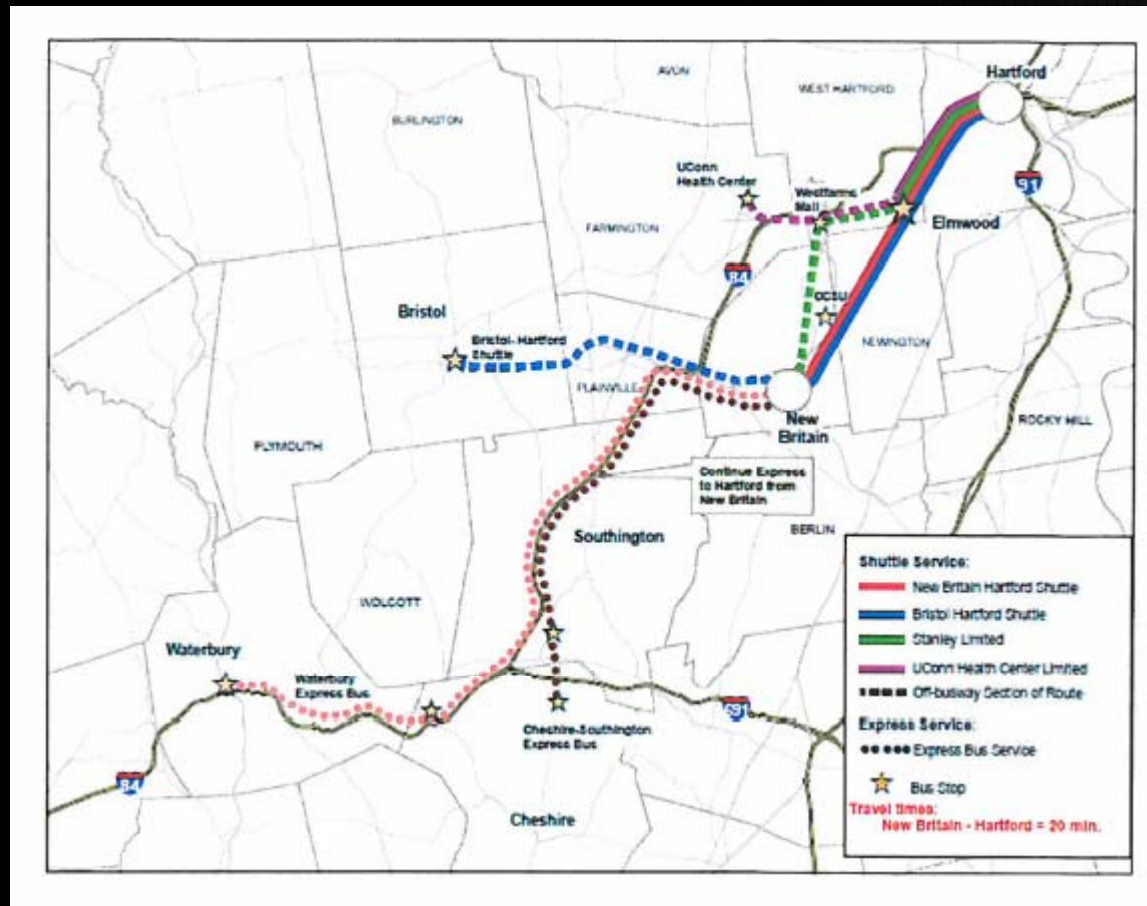 Hartford
AVON
WEST HARTFORD
BURLINGTON
UConn
Health Center
Westfarms
Mall
91
Elmwood
FARMINGTON
84
Bristol
CCSU
Bristol-Hartford
Shuttle
NEWINGTON
PLAINVILLE
New
Britain
ROCKY HILL
PLYMOUTH
Continue Express
to Hartford from
New Britain
Southington
BERLIN
WOLCOTT
Waterbury
Waterbury
Express Bus
691
Cheshire-Southington
Express Bus
84
Cheshire
Shuttle Service:
New Britain Hartford Shuttle
Bristol Hartford Shuttle
Stanley Limited
UConn Health Center Limited
Off-busway Section of Route
Express Service:
Express Bus Service
Bus Stop
Travel times:
New Britain - Hartford = 20 min.